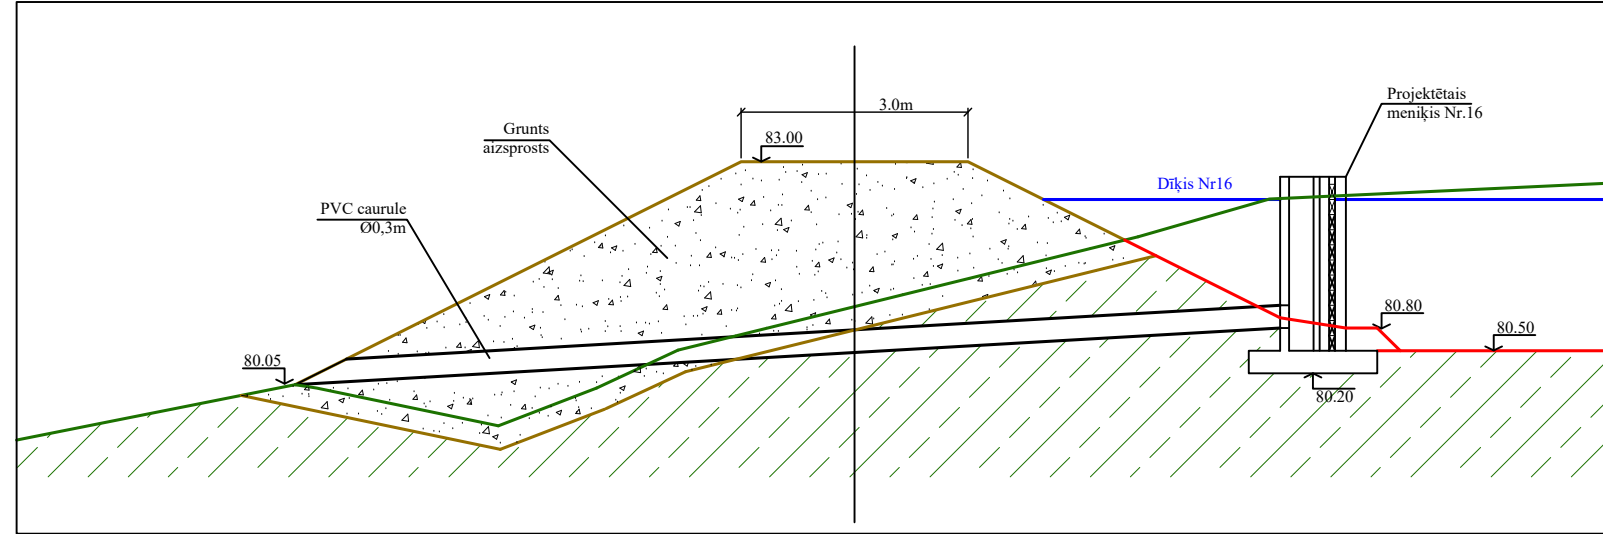 3.0m
Projektētais
meniķis Nr.16
Grunts
aizsprosts
83.00
Dīķis Nr16
PVC caurule
Ø0,3m
80.80
80.50
80.05
80.20